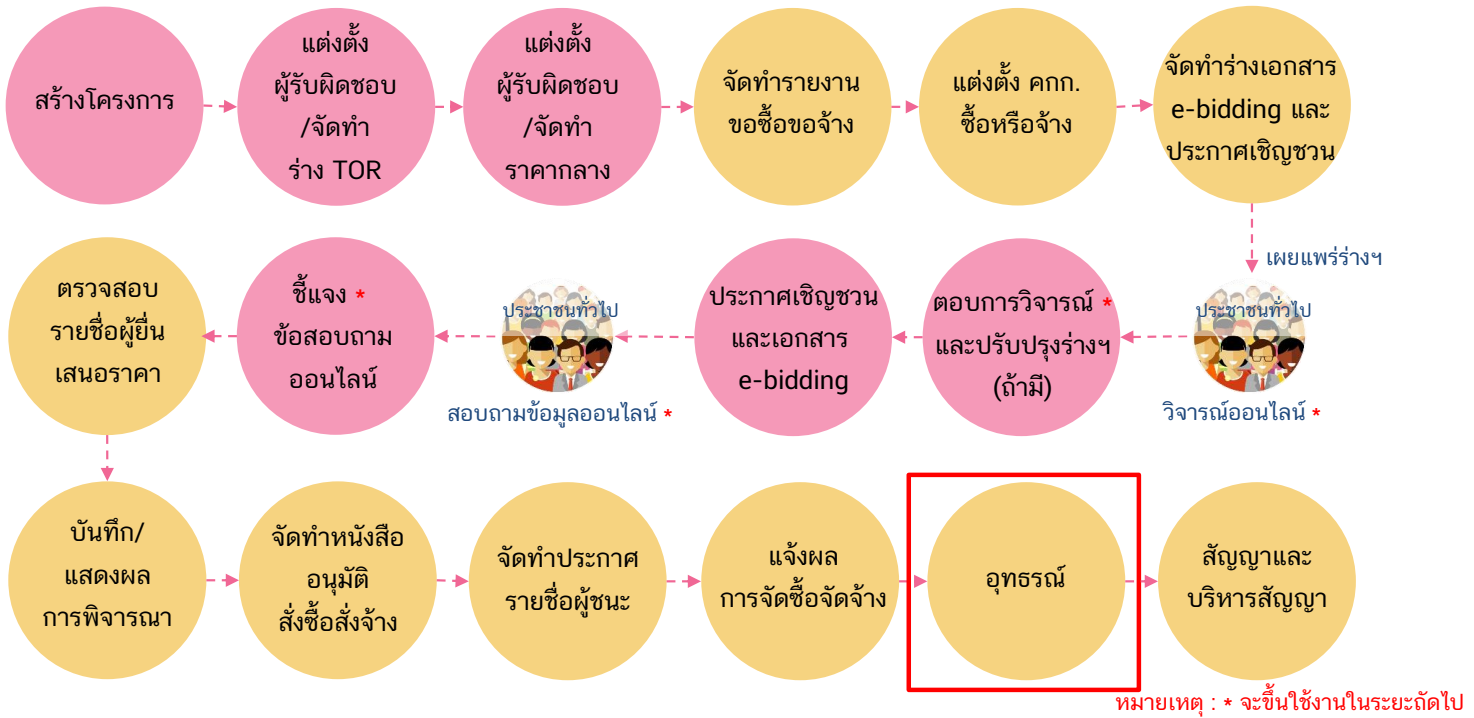 สร้างโครงการ
แต่งตั้ง
ผู้รับผิดชอบ
/จัดทำ
ร่าง TOR
แต่งตั้ง
ผู้รับผิดชอบ
/จัดทำ
ราคากลาง
จัดทำรายงาน
ขอซื้อขอจ้าง
แต่งตั้ง คกก.
ซื้อหรือจ้าง
จัดทำร่างเอกสาร
e-bidding และ
ประกาศเชิญชวน
เผยแพร่ร่างฯ
ประชาชนทั่วไป
วิจารณ์ออนไลน์ *
ตอบการวิจารณ์ *
และปรับปรุงร่างฯ
(ถ้ามี)
ประกาศเชิญชวน
และเอกสาร
e-bidding
ประชาชนทั่วไป
สอบถามข้อมูลออนไลน์ *
ชี้แจง *
ข้อสอบถาม
ออนไลน์
ตรวจสอบ
รายชื่อผู้ยื่น
เสนอราคา
บันทึก/
แสดงผล
การพิจารณา
จัดทำหนังสือ
อนุมัติ
สั่งซื้อสั่งจ้าง
จัดทำประกาศ
รายชื่อผู้ชนะ
แจ้งผล
การจัดซื้อจัดจ้าง
อุทธรณ์
สัญญาและ
บริหารสัญญา
หมายเหตุ : * จะขึ้นใช้งานในระยะถัดไป